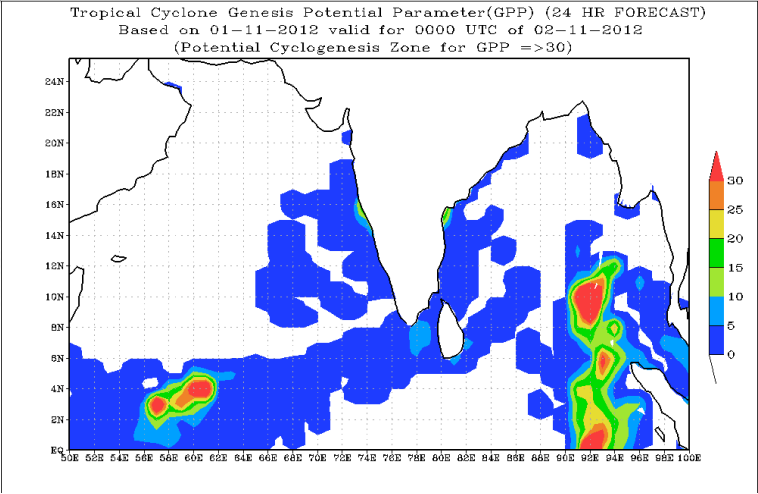 Tropical Cyclone Genesis Potential Parameter(GPP) (24 HR FORECAST)
Based on 01-11-2012 valid for 0000 UTC of 02-11-2012
(Potential Cyclogenesis Zone for GPP =>30)
24N
22N
20N
18N
16N
14N
12N
10N
8N
6N
4N
2N
EQ
50E 52E 54E 56E 58E 60E 62E 64E 66E 68E 70E 72E 74E 76E 78E 80E 82E 84E 86E 88E 90E 92E 94E 96E 98E 100E
30
25
20
15
10
5
0